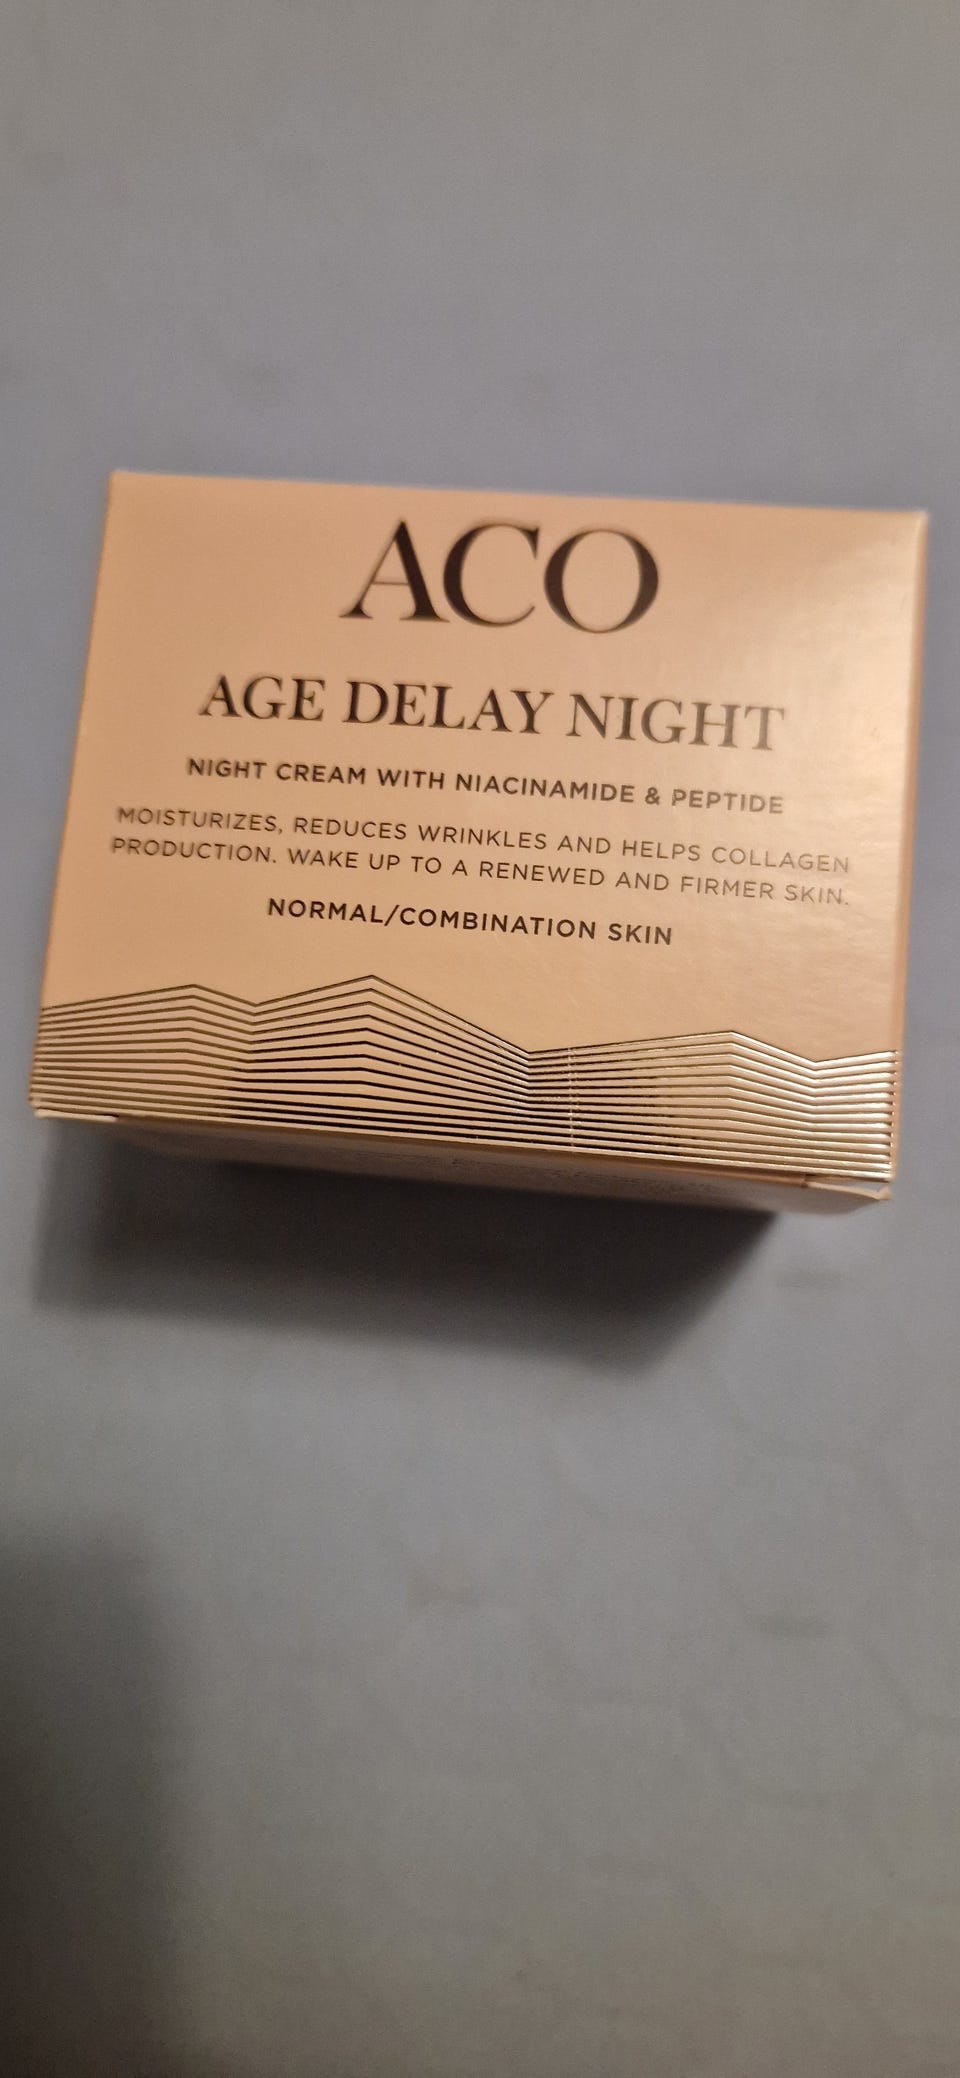 ACO
AGE DELAY NIGHT
NIGHT CREAM WITH NIACINAMIDE & PEPTIDE
MOISTURIZES, REDUCES WRINKLES AND HELPS COLLAGEN
PRODUCTION. WAKE UP TO A RENEWED AND FIRMER SKIN.
NORMAL/COMBINATION SKIN